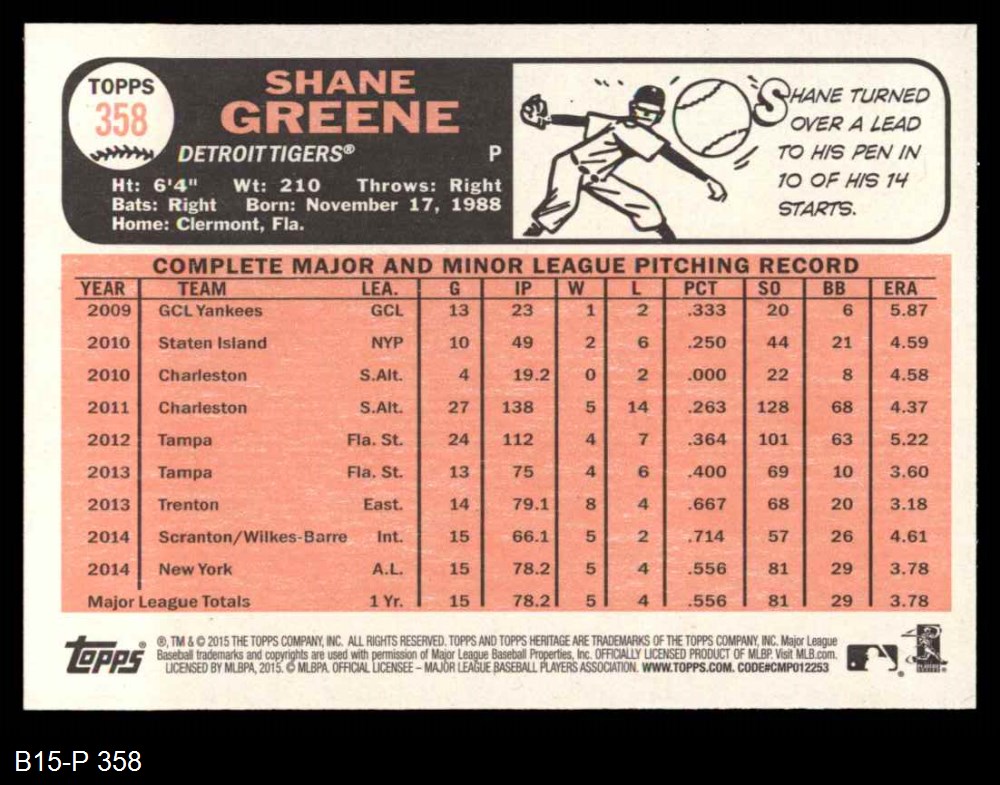 TOPPS
358
SHANE
GREENE
DETROIT TIGERS® P
Ht: 6'4" Wt: 210 Throws: Right
Bats: Right Born: November 17, 1988
Home: Clermont, Fla.
SHANE TURNED
OVER A LEAD
TO HIS PEN IN
10 OF HIS 14
STARTS.
COMPLETE MAJOR AND MINOR LEAGUE PITCHING RECORD
YEAR TEAM LEA. G IP W L PCT SO BB ERA
2009 GCL Yankees GCL 13 23 1 2 .333 20 6 5.87
2010 Staten Island NYP 10 49 2 6 .250 44 21 4.59
2010 Charleston S.Alt. 4 19.2 0 2 .000 22 8 4.58
2011 Charleston S.Alt. 27 138 5 14 .263 128 68 4.37
2012 Tampa Fla. St. 24 112 4 7 .364 101 63 5.22
2013 Tampa Fla. St. 13 75 4 6 .400 69 10 3.60
2013 Trenton East. 14 79.1 8 4 .667 68 20 3.18
2014 Scranton/Wilkes-Barre Int. 15 66.1 5 2 .714 57 26 4.61
2014 New York A.L. 15 78.2 5 4 .556 81 29 3.78
Major League Totals 1 Yr. 15 78.2 5 4 .556 81 29 3.78
topps®
®, TM & © 2015 THE TOPPS COMPANY, INC. ALL RIGHTS RESERVED. TOPPS AND TOPPS HERITAGE ARE TRADEMARKS OF THE TOPPS COMPANY, INC. Major League
Baseball trademarks and copyrights are used with permission of Major League Baseball Properties, Inc. OFFICIALLY LICENSED PRODUCT OF MLBP. Visit MLB.com.
LICENSED BY MLBPA, 2015. © MLBPA. OFFICIAL LICENSEE – MAJOR LEAGUE BASEBALL PLAYERS ASSOCIATION. WWW.TOPPS.COM. CODE#CMP012253
B15-P 358